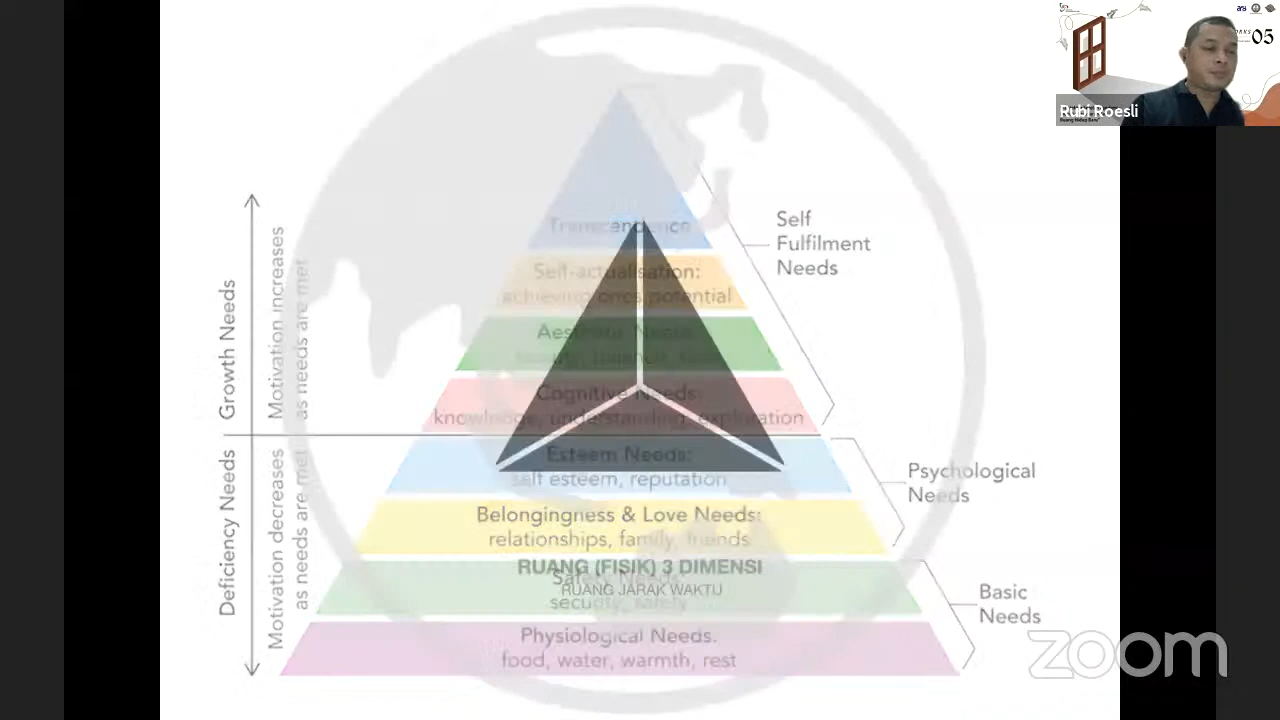 05
Rubi Roesli
Transcendence
Self-actualisation:
achieving ones potential
Aesthetic Needs:
Cognitive Needs:
knowledge, understanding, exploration
Esteem Needs:
self esteem, reputation
Belongingness & Love Needs:
relationships, family, friends
RUANG (FISIK) 3 DIMENSI
Safety Needs:
RUANG JARAK WAKTU
security, safety
Physiological Needs.
food, water, warmth, rest
Growth Needs
Motivation increases
as needs are met
Deficiency Needs
Motivation decreases
as needs are met
Self
Fulfilment
Needs
Psychological
Needs
Basic
Needs
zoom